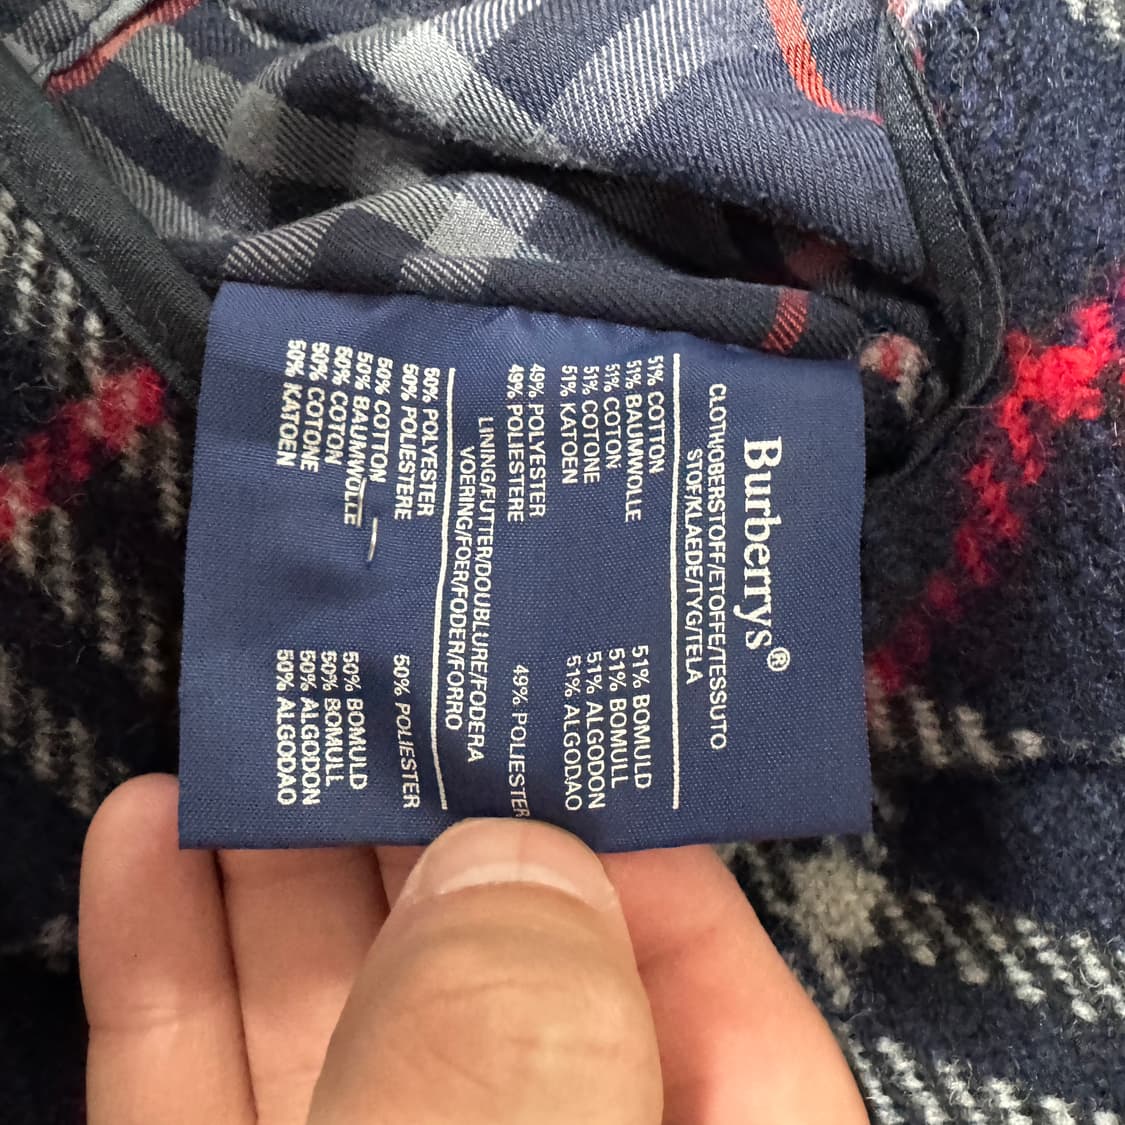 Burberrys®
CLOTH/OBERSTOFF/ETOFFE/TESSUTO
STOF/KLAEDE/TYG/TELA
51% COTTON 51% BOMULD
51% BAUMWOLLE 51% BOMULL
51% COTON 51% ALGODON
51% COTONE 51% ALGODAO
51% KATOEN
49% POLYESTER 49% POLIESTER
49% POLIESTERE
LINING/FUTTER/DOUBLURE/FODERA
VOERING/FOER/FODER/FORRO
50% POLYESTER 50% POLIESTER
50% POLIESTERE
50% COTTON 50% BOMULD
50% BAUMWOLLE 50% BOMULL
50% COTON 50% ALGODON
50% COTONE 50% ALGODAO
50% KATOEN